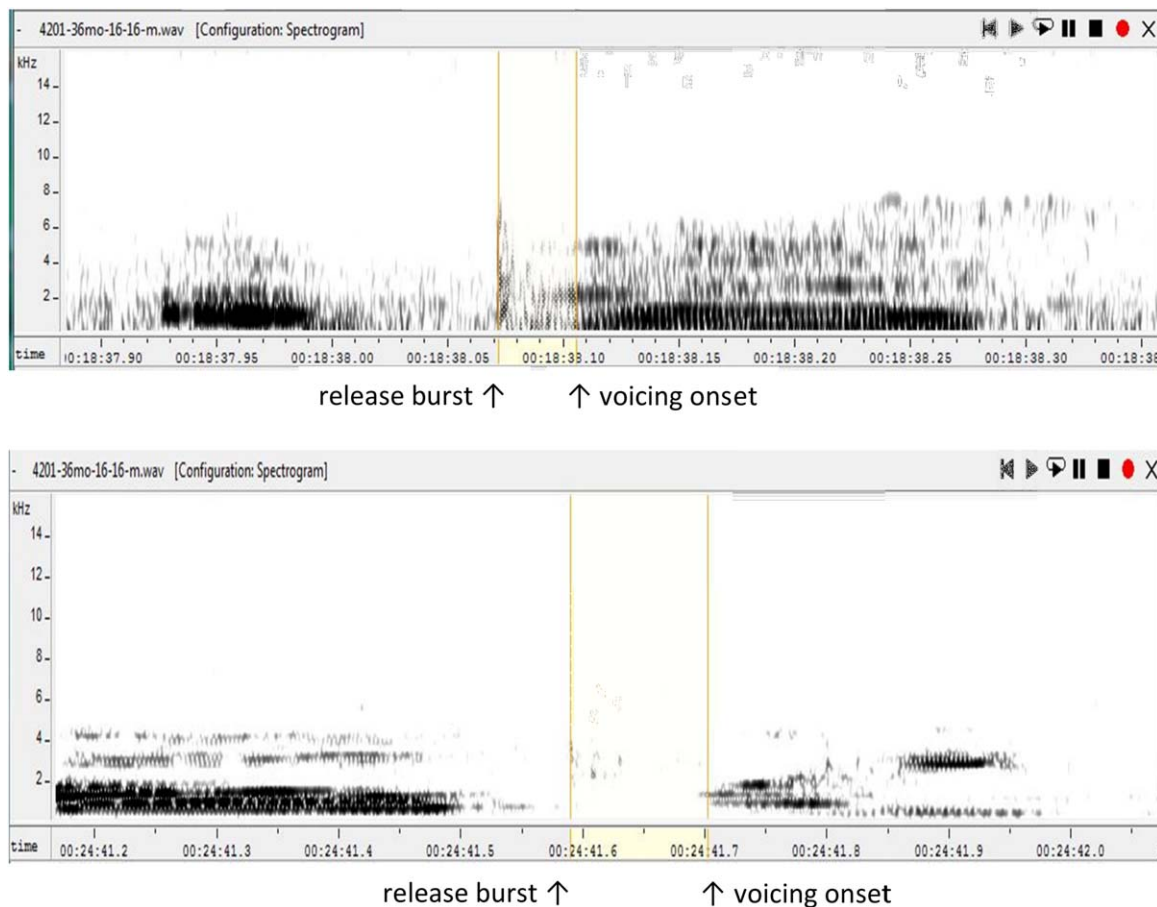 - 4201-36mo-16-16-m.wav [Configuration: Spectrogram] X
kHz
14
12
10
8
6
4
2
time ):00:18:37.90 00:18:37.95 00:18:38.00 00:18:38.05 00:18:38.10 00:18:38.15 00:18:38.20 00:18:38.25 00:18:38.30 00:18:38
release burst ↑ ↑ voicing onset
- 4201-36mo-16-16-m.wav [Configuration: Spectrogram] X
kHz
14
12
10
8
6
4
2
time 00:24:41.2 00:24:41.3 00:24:41.4 00:24:41.5 00:24:41.6 00:24:41.7 00:24:41.8 00:24:41.9 00:24:42.0
release burst ↑ ↑ voicing onset